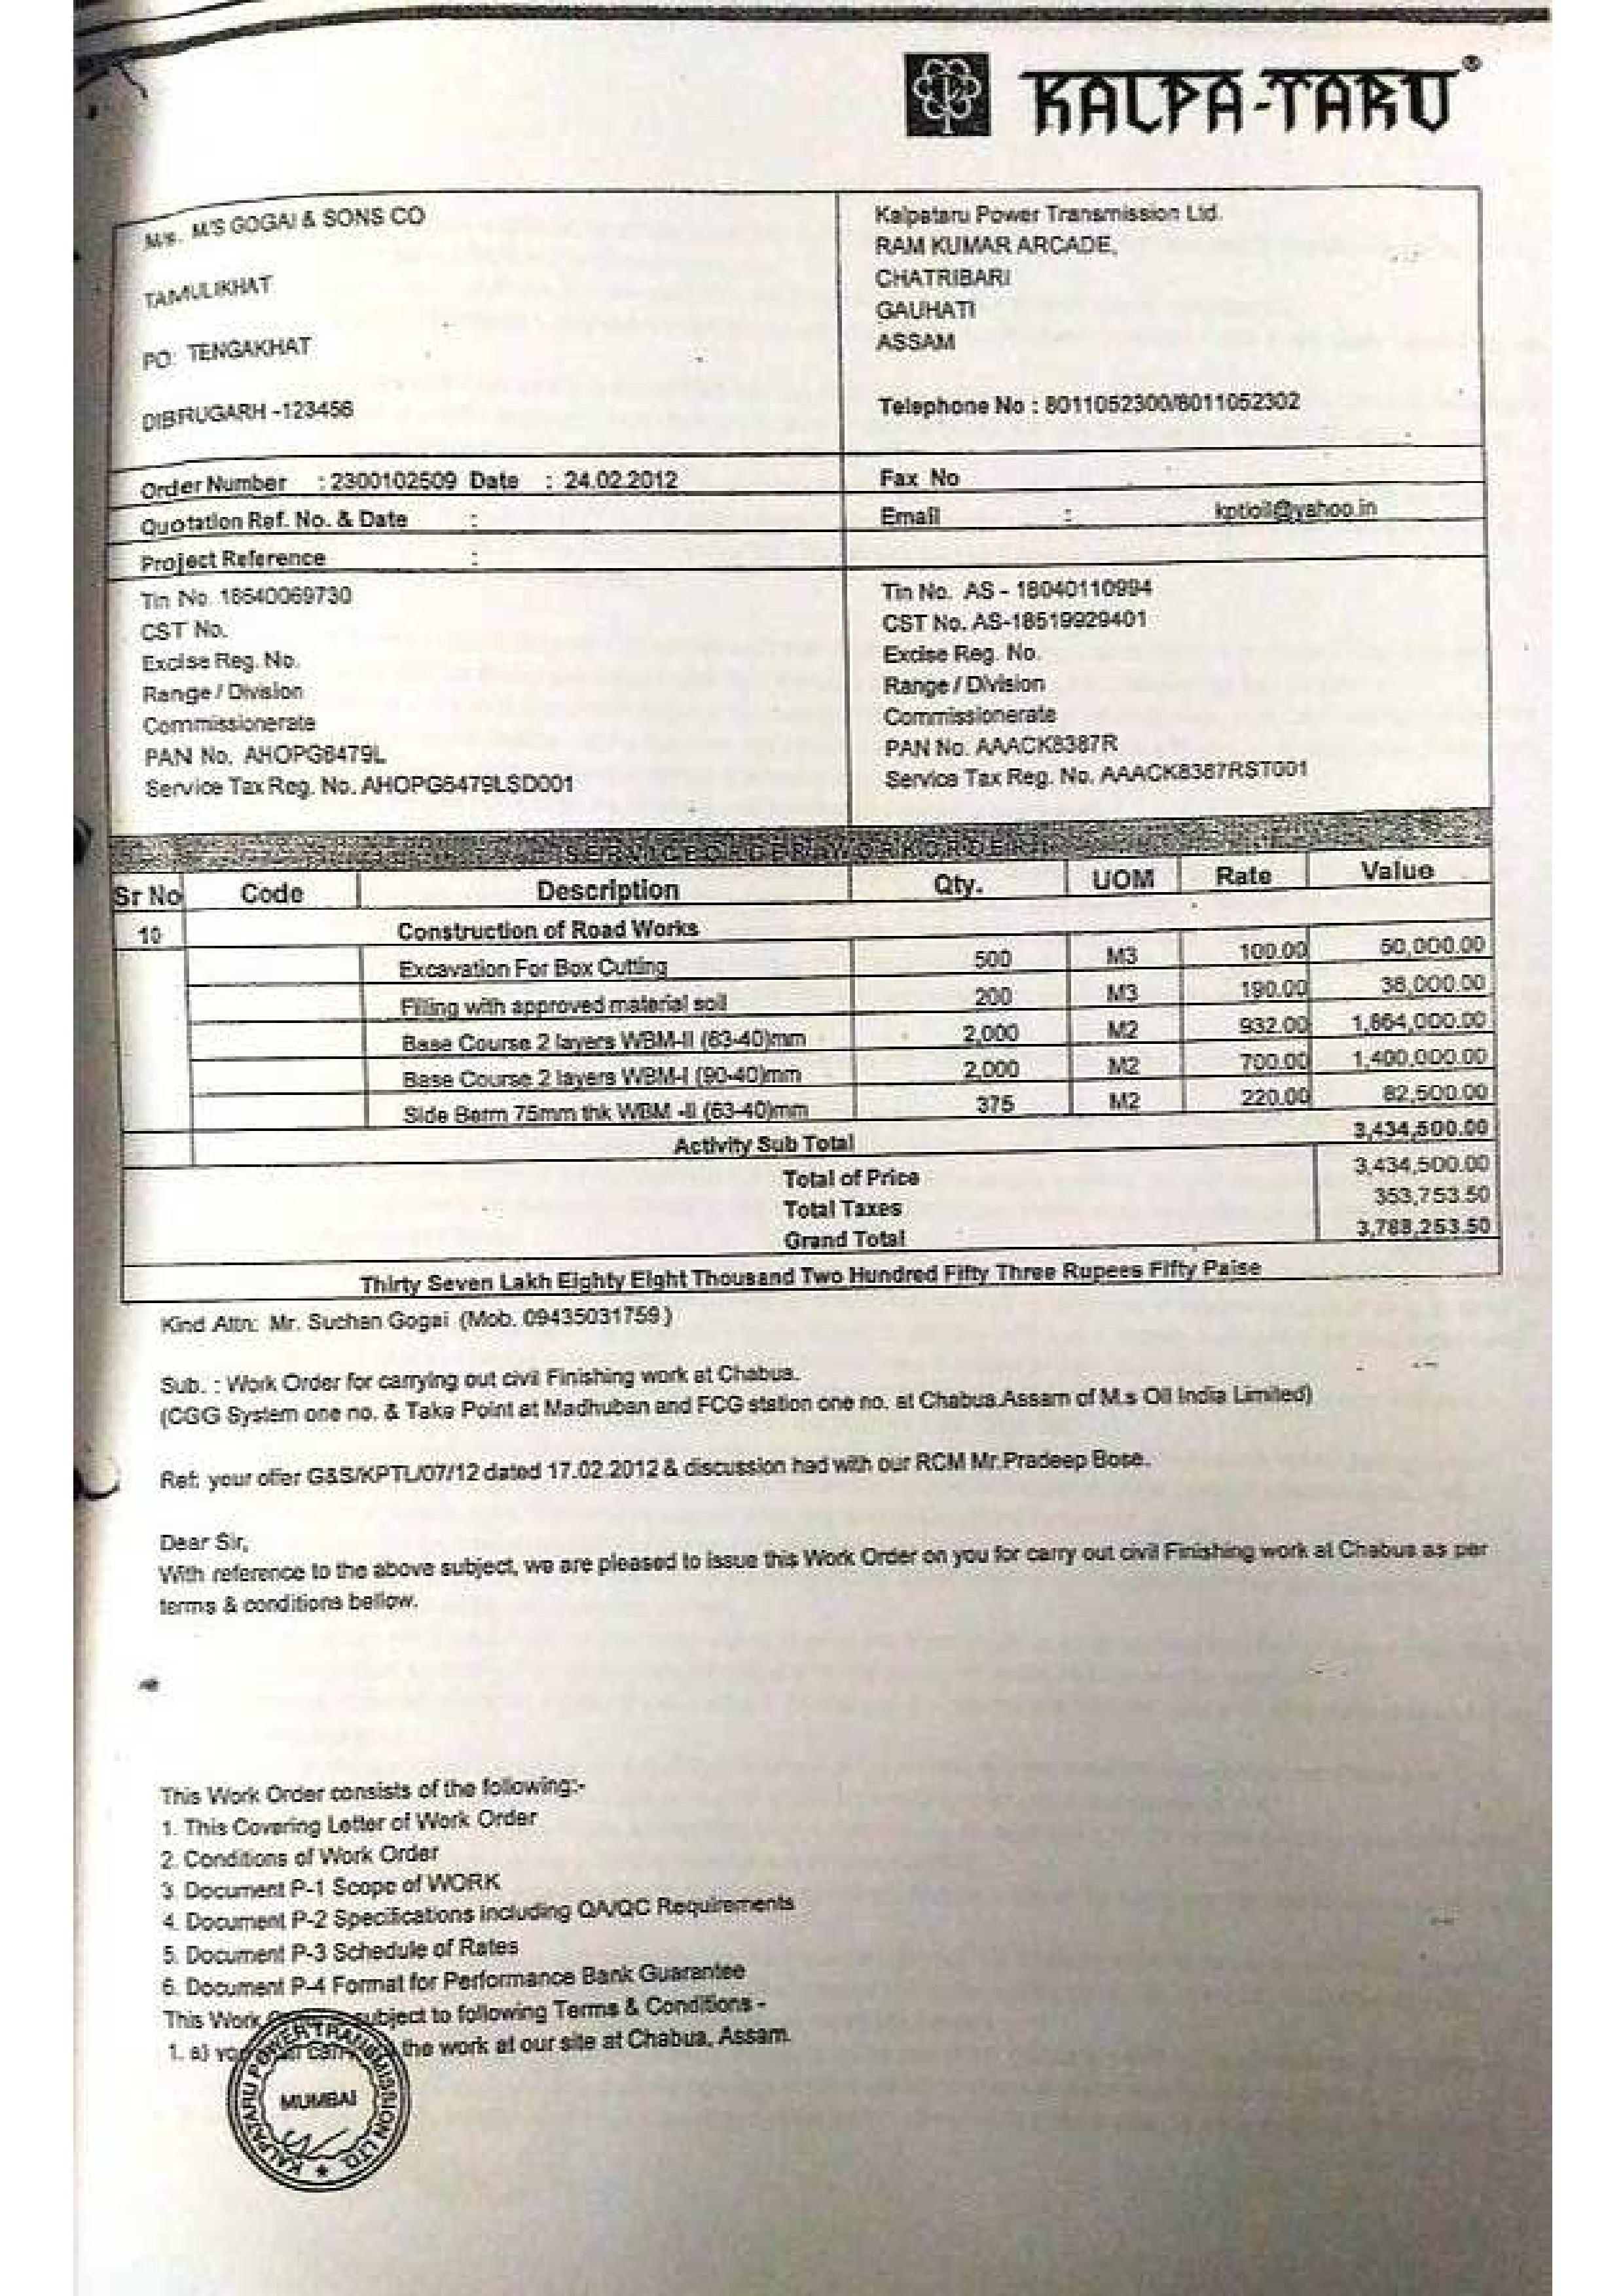 KALPA-TARU®
M/s. M/S GOGAI & SONS CO
TAMULIKHAT
PO: TENGAKHAT
DIBRUGARH -123456
Kalpataru Power Transmission Ltd.
RAM KUMAR ARCADE,
CHATRIBARI
GAUHATI
ASSAM
Telephone No : 8011052300/8011052302
Order Number : 2300102509 Date : 24.02.2012
Quotation Ref. No. & Date :
Project Reference :
Fax No
Email : kptloil@yahoo.in
Tin No. 18640069730
CST No.
Excise Reg. No.
Range / Division
Commissionerate
PAN No. AHOPG6479L
Service Tax Reg. No. AHOPG6479LSD001
Tin No. AS - 18040110994
CST No. AS-18519929401
Excise Reg. No.
Range / Division
Commissionerate
PAN No. AAACK8387R
Service Tax Reg. No. AAACK8387RST001
Sr No Code Description Qty. UOM Rate Value
10 Construction of Road Works
Excavation For Box Cutting 500 M3 100.00 50,000.00
Filling with approved material soil 200 M3 190.00 38,000.00
Base Course 2 layers WBM-II (63-40)mm 2,000 M2 932.00 1,864,000.00
Base Course 2 layers WBM-I (90-40)mm 2,000 M2 700.00 1,400,000.00
Side Berm 75mm thk WBM -II (63-40)mm 375 M2 220.00 82,500.00
Activity Sub Total 3,434,500.00
Total of Price 3,434,500.00
Total Taxes 353,753.50
Grand Total 3,788,253.50
Thirty Seven Lakh Eighty Eight Thousand Two Hundred Fifty Three Rupees Fifty Paise
Kind Attn: Mr. Suchan Gogai (Mob. 09435031759 )
Sub. : Work Order for carrying out civil Finishing work at Chabua.
(CGG System one no. & Take Point at Madhuban and FCG station one no. at Chabua.Assam of M.s Oil India Limited)
Ref: your offer G&S/KPTL/07/12 dated 17.02.2012 & discussion had with our RCM Mr.Pradeep Bose.
Dear Sir,
With reference to the above subject, we are pleased to issue this Work Order on you for carry out civil Finishing work at Chabua as per
terms & conditions bellow.
This Work Order consists of the following:-
1. This Covering Letter of Work Order
2. Conditions of Work Order
3. Document P-1 Scope of WORK
4. Document P-2 Specifications including QA/QC Requirements
5. Document P-3 Schedule of Rates
6. Document P-4 Format for Performance Bank Guarantee
This Work subject to following Terms & Conditions -
1. a) the work at our site at Chabua, Assam.
KALPATARU POWER TRANSMISSION LTD.
MUMBAI